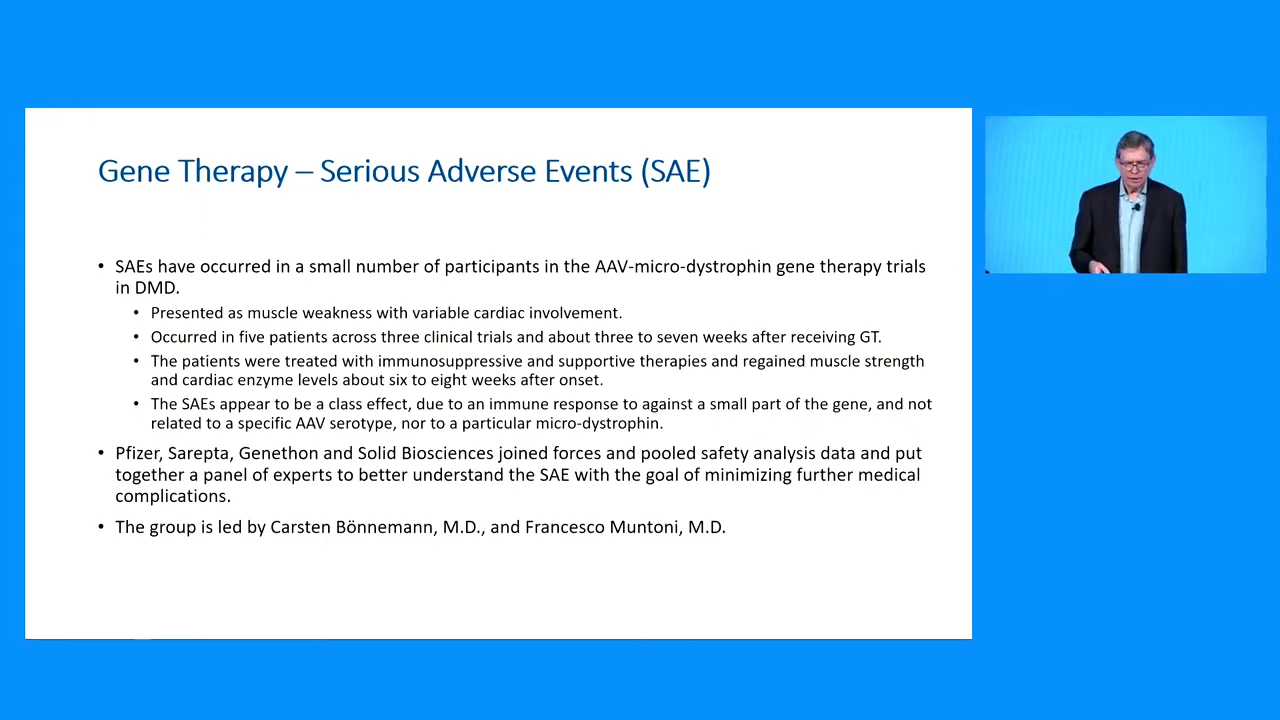 Gene Therapy – Serious Adverse Events (SAE)
• SAEs have occurred in a small number of participants in the AAV-micro-dystrophin gene therapy trials
in DMD.
• Presented as muscle weakness with variable cardiac involvement.
• Occurred in five patients across three clinical trials and about three to seven weeks after receiving GT.
• The patients were treated with immunosuppressive and supportive therapies and regained muscle strength
and cardiac enzyme levels about six to eight weeks after onset.
• The SAEs appear to be a class effect, due to an immune response to against a small part of the gene, and not
related to a specific AAV serotype, nor to a particular micro-dystrophin.
• Pfizer, Sarepta, Genethon and Solid Biosciences joined forces and pooled safety analysis data and put
together a panel of experts to better understand the SAE with the goal of minimizing further medical
complications.
• The group is led by Carsten Bönnemann, M.D., and Francesco Muntoni, M.D.